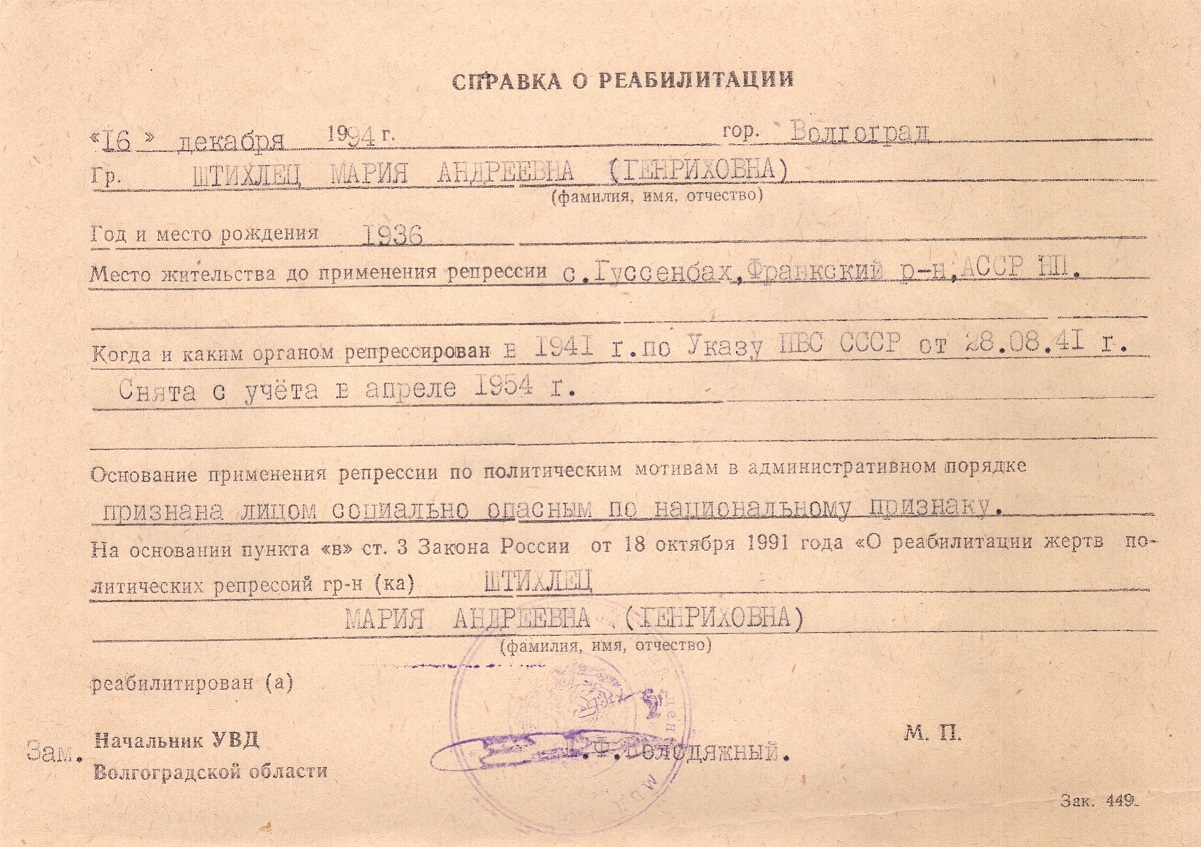 СПРАВКА О РЕАБИЛИТАЦИИ
«16» декабря 1994 г. гор. Волгоград
Гр. ШТИХЛЕЦ МАРИЯ АНДРЕЕВНА (ГЕНРИХОВНА)
(фамилия, имя, отчество)
Год и место рождения 1936
Место жительства до применения репрессии с.Гуссенбах,Франкский р-н,АССР НП.
Когда и каким органом репрессирован в 1941 г.по Указу ПВС СССР от 28.08.41 г.
Снята с учёта в апреле 1954 г.
Основание применения репрессии по политическим мотивам в административном порядке
признана лицом социально опасным по национальному признаку.
На основании пункта «в» ст. 3 Закона России от 18 октября 1991 года «О реабилитации жертв по-
литических репрессий гр-н (ка) ШТИХЛЕЦ
МАРИЯ АНДРЕЕВНА (ГЕНРИХОВНА)
(фамилия, имя, отчество)
реабилитирован (а)
Зам. Начальник УВД М. П.
Волгоградской области Ф.Володяжный.
МВД
Зак. 449.